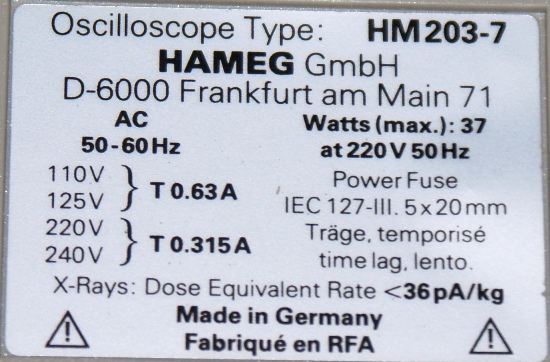 Oscilloscope Type: HM203-7
HAMEG GmbH
D-6000 Frankfurt am Main 71
AC
50-60Hz
110V
125V
T 0.63A
220V
240V
T 0.315A
Watts (max.): 37
at 220V 50Hz
Power Fuse
IEC 127-III. 5x20mm
Träge, temporisé
time lag, lento.
X-Rays: Dose Equivalent Rate <36pA/kg
Made in Germany
Fabriqué en RFA